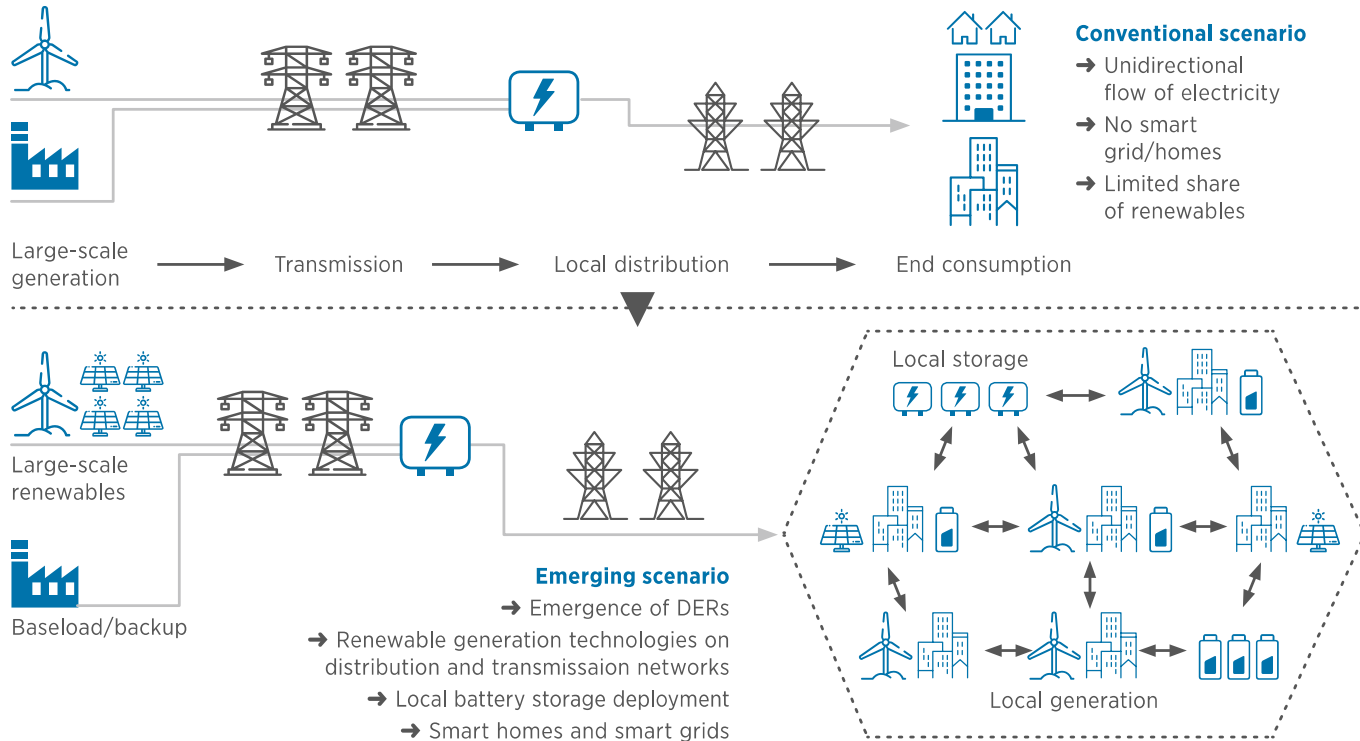 Conventional scenario
➔ Unidirectional
flow of electricity
➔ No smart
grid/homes
➔ Limited share
of renewables
Large-scale
generation
Transmission
Local distribution
End consumption
Large-scale
renewables
Baseload/backup
Emerging scenario
➔ Emergence of DERs
➔ Renewable generation technologies on
distribution and transmissaion networks
➔ Local battery storage deployment
➔ Smart homes and smart grids
Local storage
Local generation